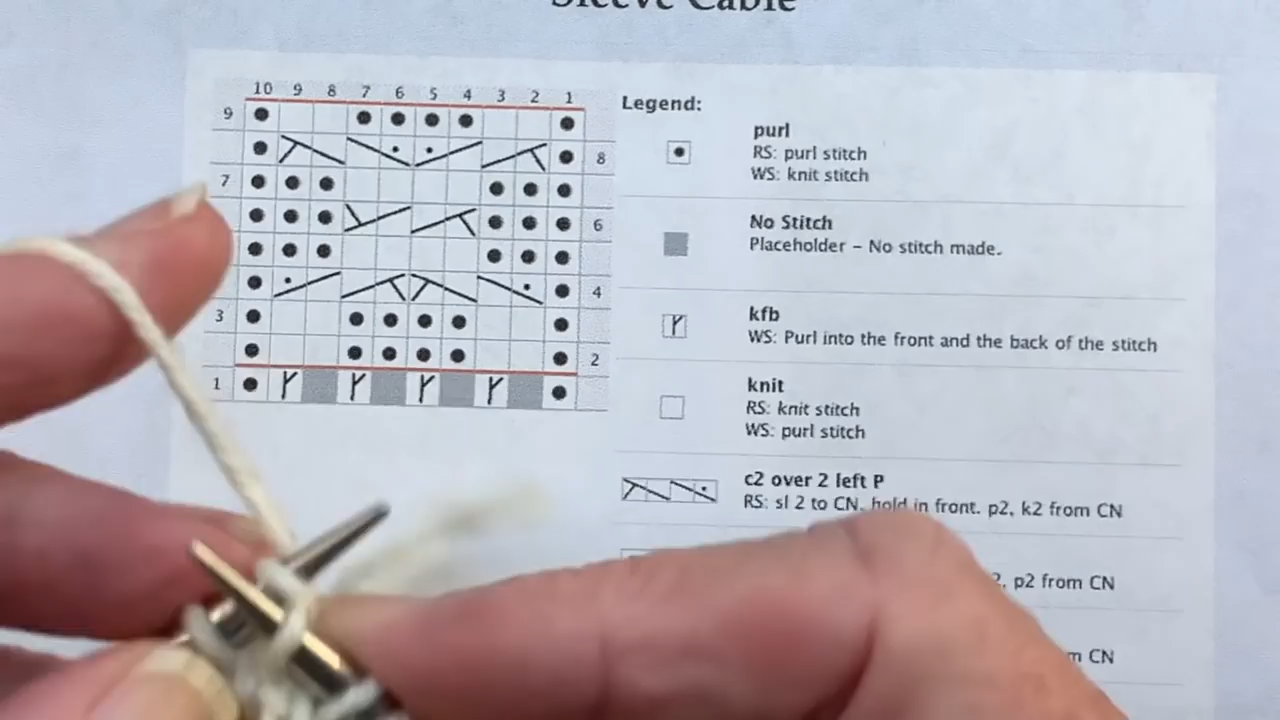 Sleeve Cable
10 9 8 7 6 5 4 3 2 1
9
8
7
6
4
3
2
1
Legend:
purl
RS: purl stitch
WS: knit stitch
No Stitch
Placeholder – No stitch made.
kfb
WS: Purl into the front and the back of the stitch
knit
RS: knit stitch
WS: purl stitch
c2 over 2 left P
RS: sl 2 to CN, hold in front. p2, k2 from CN
p2 from CN
CN